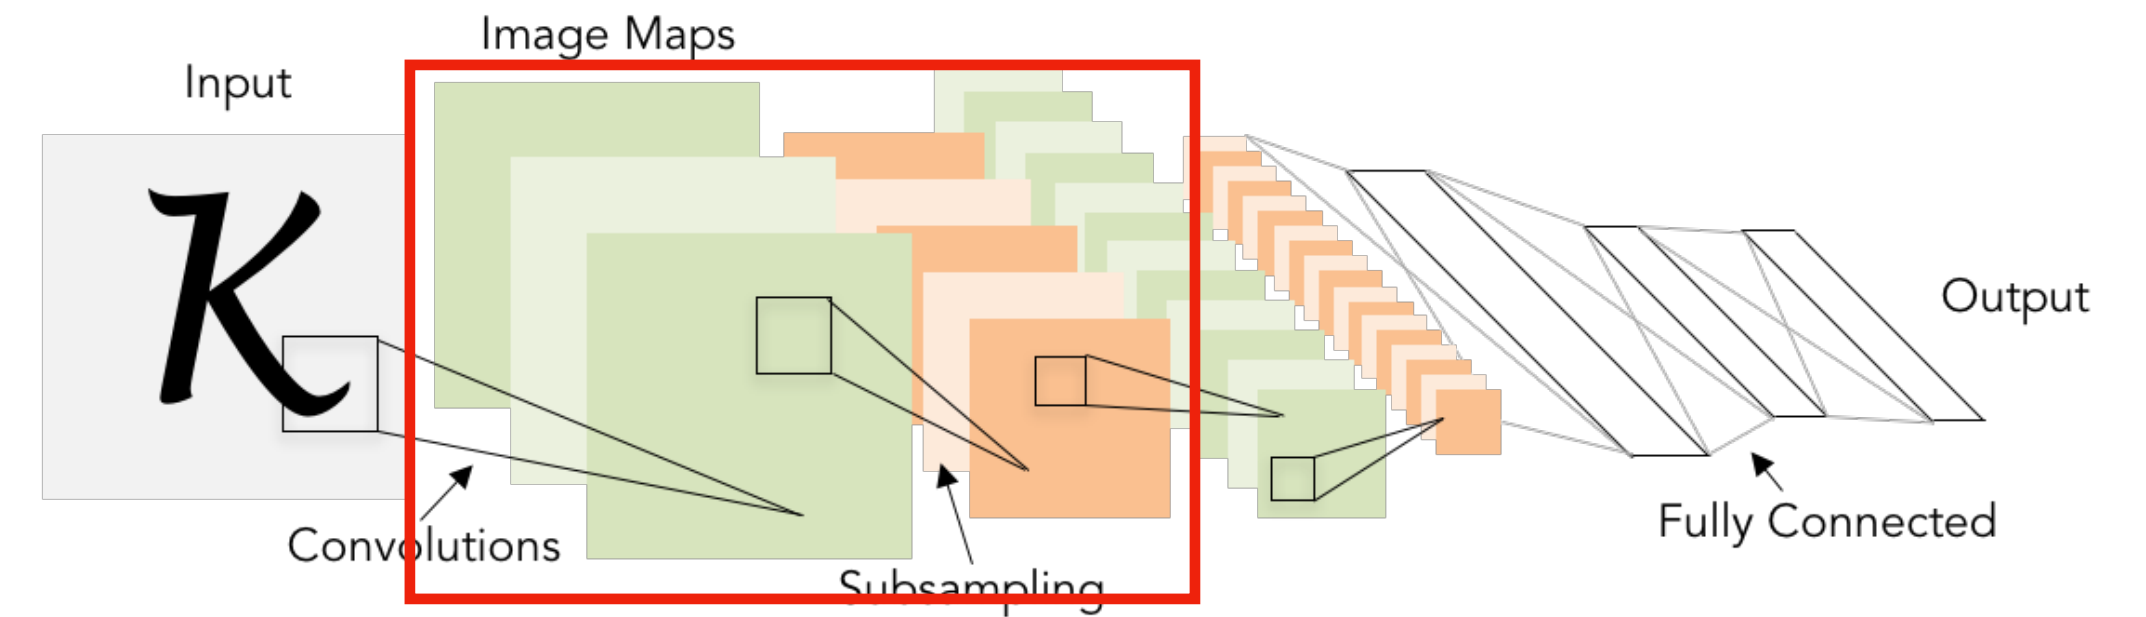 Image Maps
Input
K
Output
Convolutions
Subsampling
Fully Connected